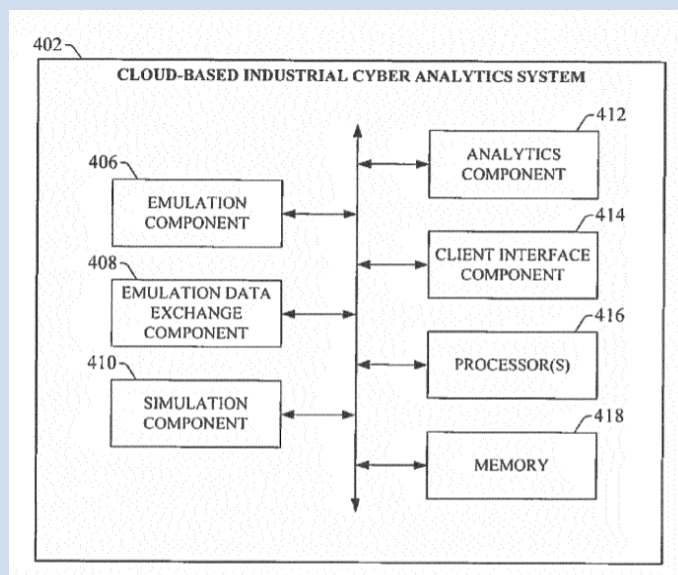 402
CLOUD-BASED INDUSTRIAL CYBER ANALYTICS SYSTEM
406
EMULATION
COMPONENT
408
EMULATION DATA
EXCHANGE
COMPONENT
410
SIMULATION
COMPONENT
412
ANALYTICS
COMPONENT
414
CLIENT INTERFACE
COMPONENT
416
PROCESSOR(S)
418
MEMORY